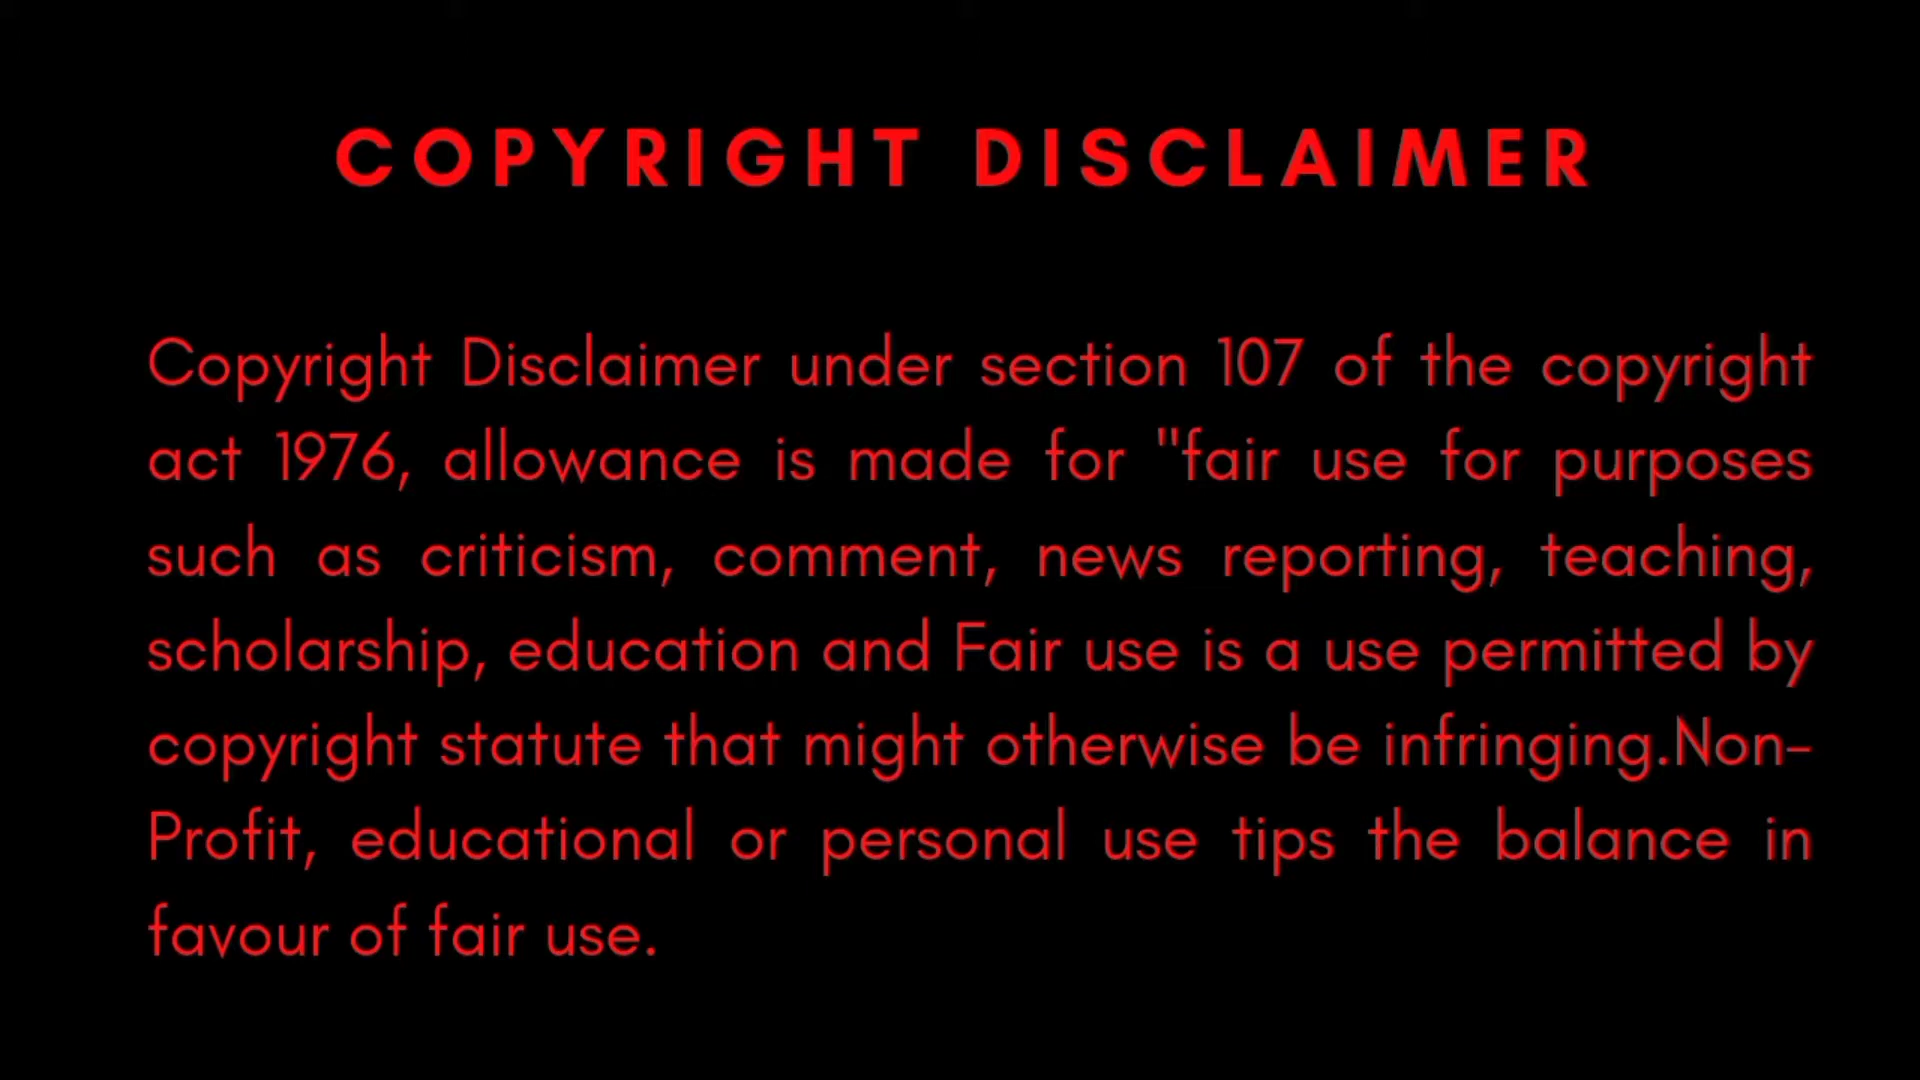 COPYRIGHT DISCLAIMER
Copyright Disclaimer under section 107 of the copyright
act 1976, allowance is made for "fair use for purposes
such as criticism, comment, news reporting, teaching,
scholarship, education and Fair use is a use permitted by
copyright statute that might otherwise be infringing.Non-
Profit, educational or personal use tips the balance in
favour of fair use.